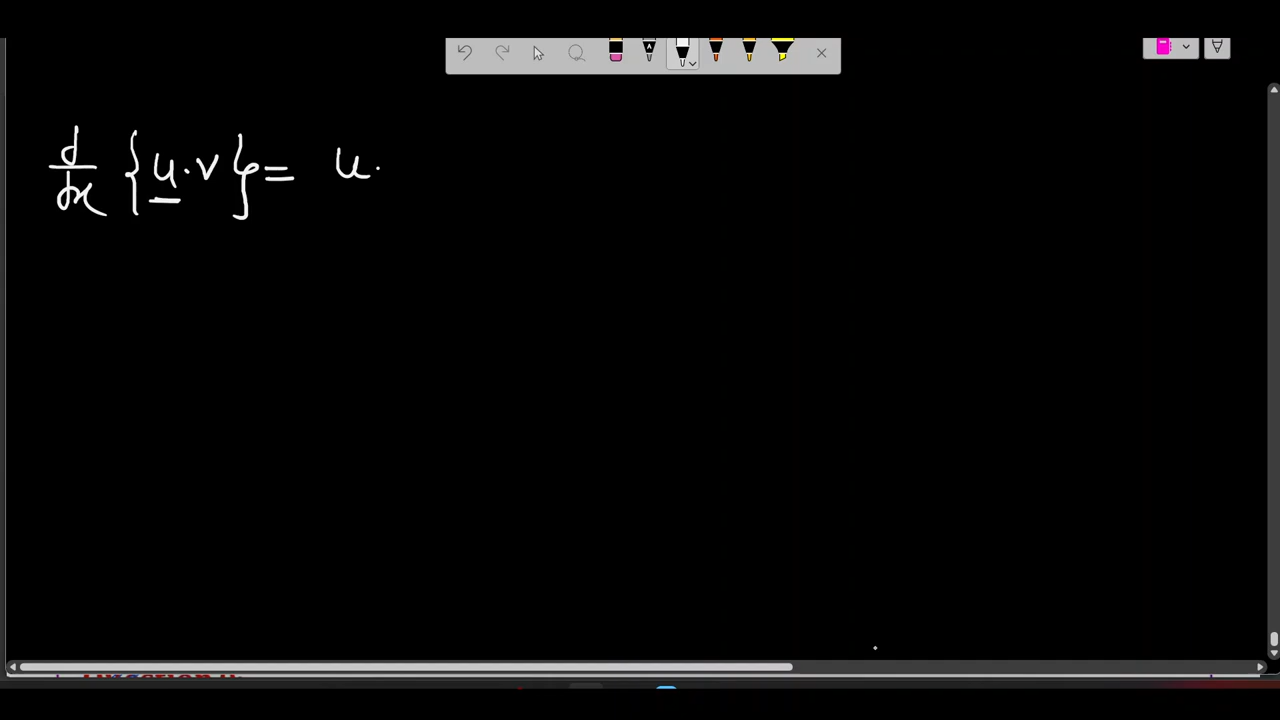 d/dx {u·v} = u·